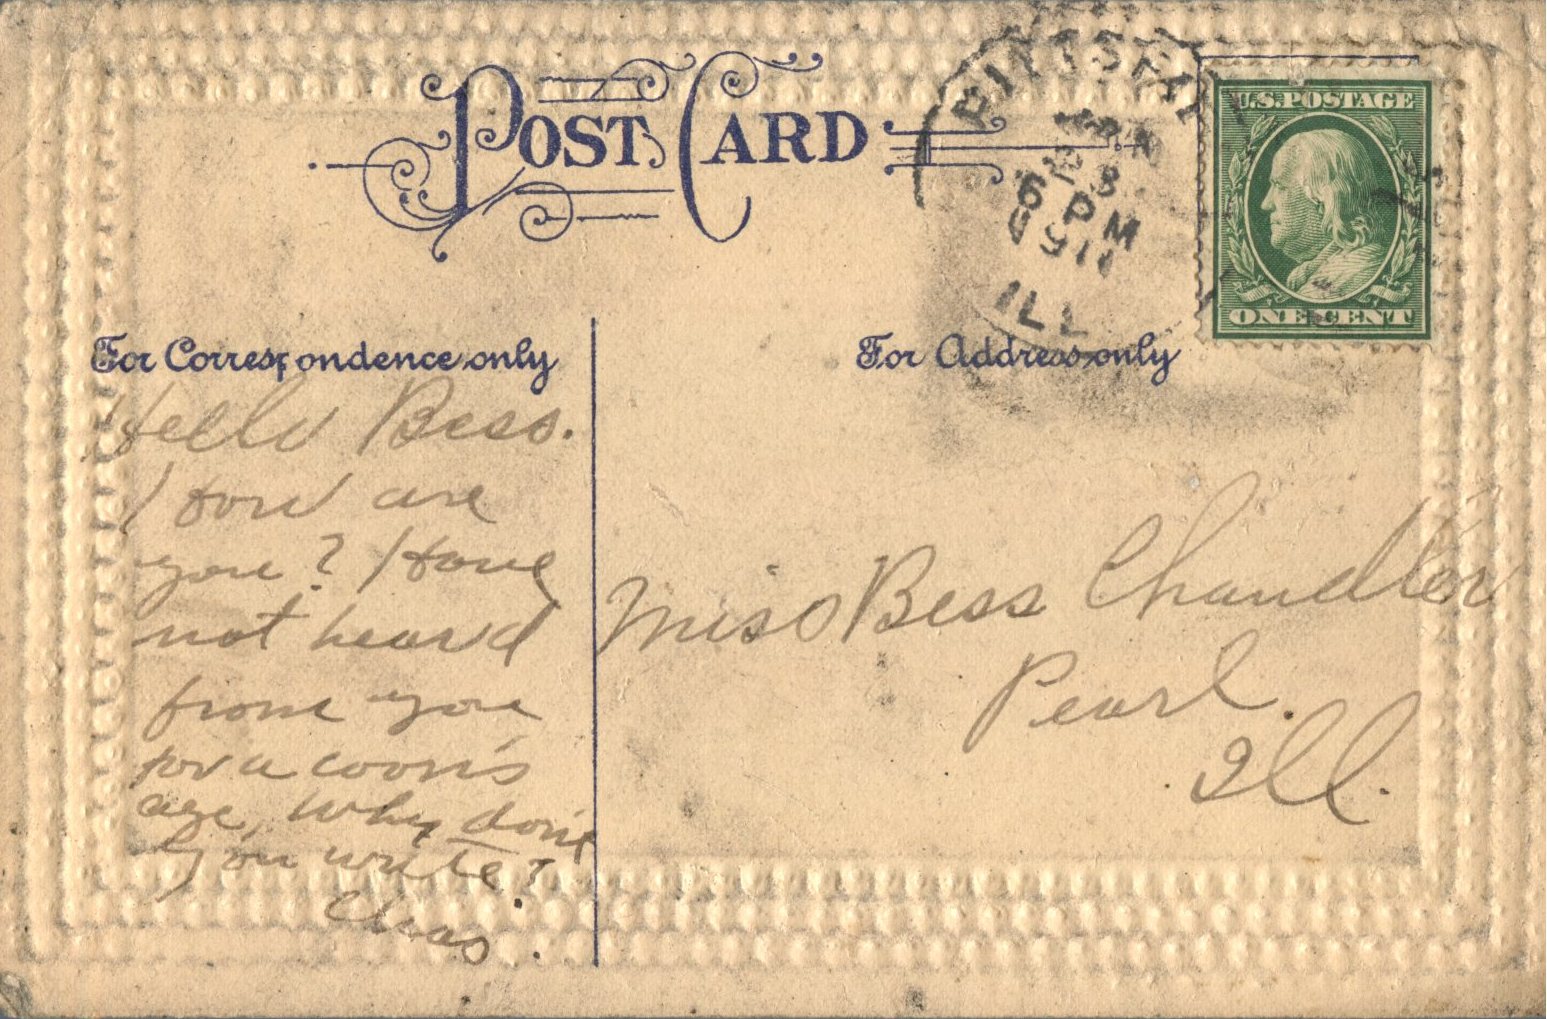 POST CARD
PITTSFI
3
6 PM
1911
ILL
U.S. POSTAGE
ONE CENT
For Correspondence only
For Address only
Hello Bess.
How are
you? Have
not heard
from you
for a coon's
age, Why don't
you write?
Chas.
Miss Bess Chandler
Pearl.
Ill.